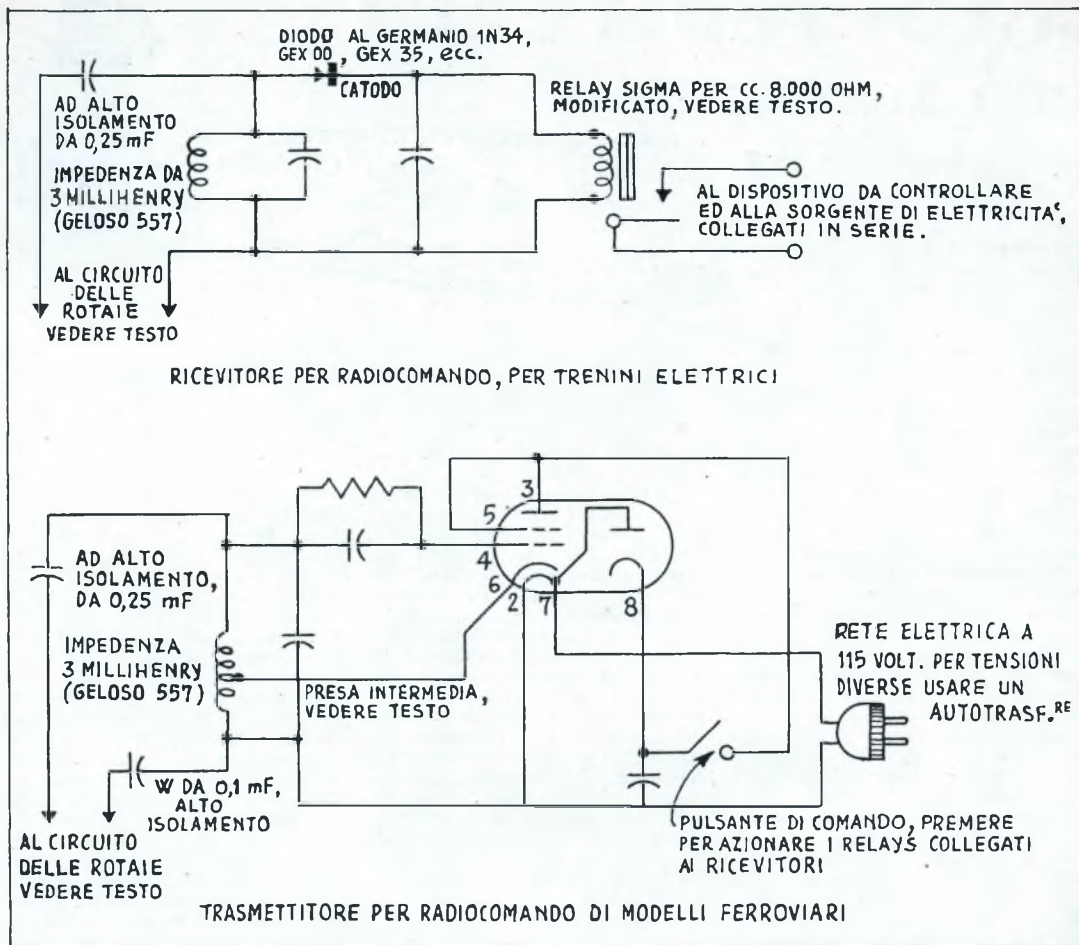 DIODO AL GERMANIO 1N34,
GEX 00, GEX 35, ecc.
CATODO
AD ALTO
ISOLAMENTO
DA 0,25 mF
IMPEDENZA DA
3 MILLIHENRY
(GELOSO 557)
RELAY SIGMA PER CC. 8.000 OHM,
MODIFICATO, VEDERE TESTO.
AL DISPOSITIVO DA CONTROLLARE
ED ALLA SORGENTE DI ELETTRICITA',
COLLEGATI IN SERIE.
AL CIRCUITO
DELLE
ROTAIE
VEDERE TESTO
RICEVITORE PER RADIOCOMANDO, PER TRENINI ELETTRICI
3
5
4
6
2
7
8
AD ALTO
ISOLAMENTO,
DA 0,25 mF
IMPEDENZA
3 MILLIHENRY
(GELOSO 557)
PRESA INTERMEDIA,
VEDERE TESTO
RETE ELETTRICA A
115 VOLT. PER TENSIONI
DIVERSE USARE UN
AUTOTRASF.RE
W DA 0,1 mF,
ALTO
ISOLAMENTO
AL CIRCUITO
DELLE ROTAIE
VEDERE TESTO
PULSANTE DI COMANDO, PREMERE
PER AZIONARE I RELAYS COLLEGATI
AI RICEVITORI
TRASMETTITORE PER RADIOCOMANDO DI MODELLI FERROVIARI